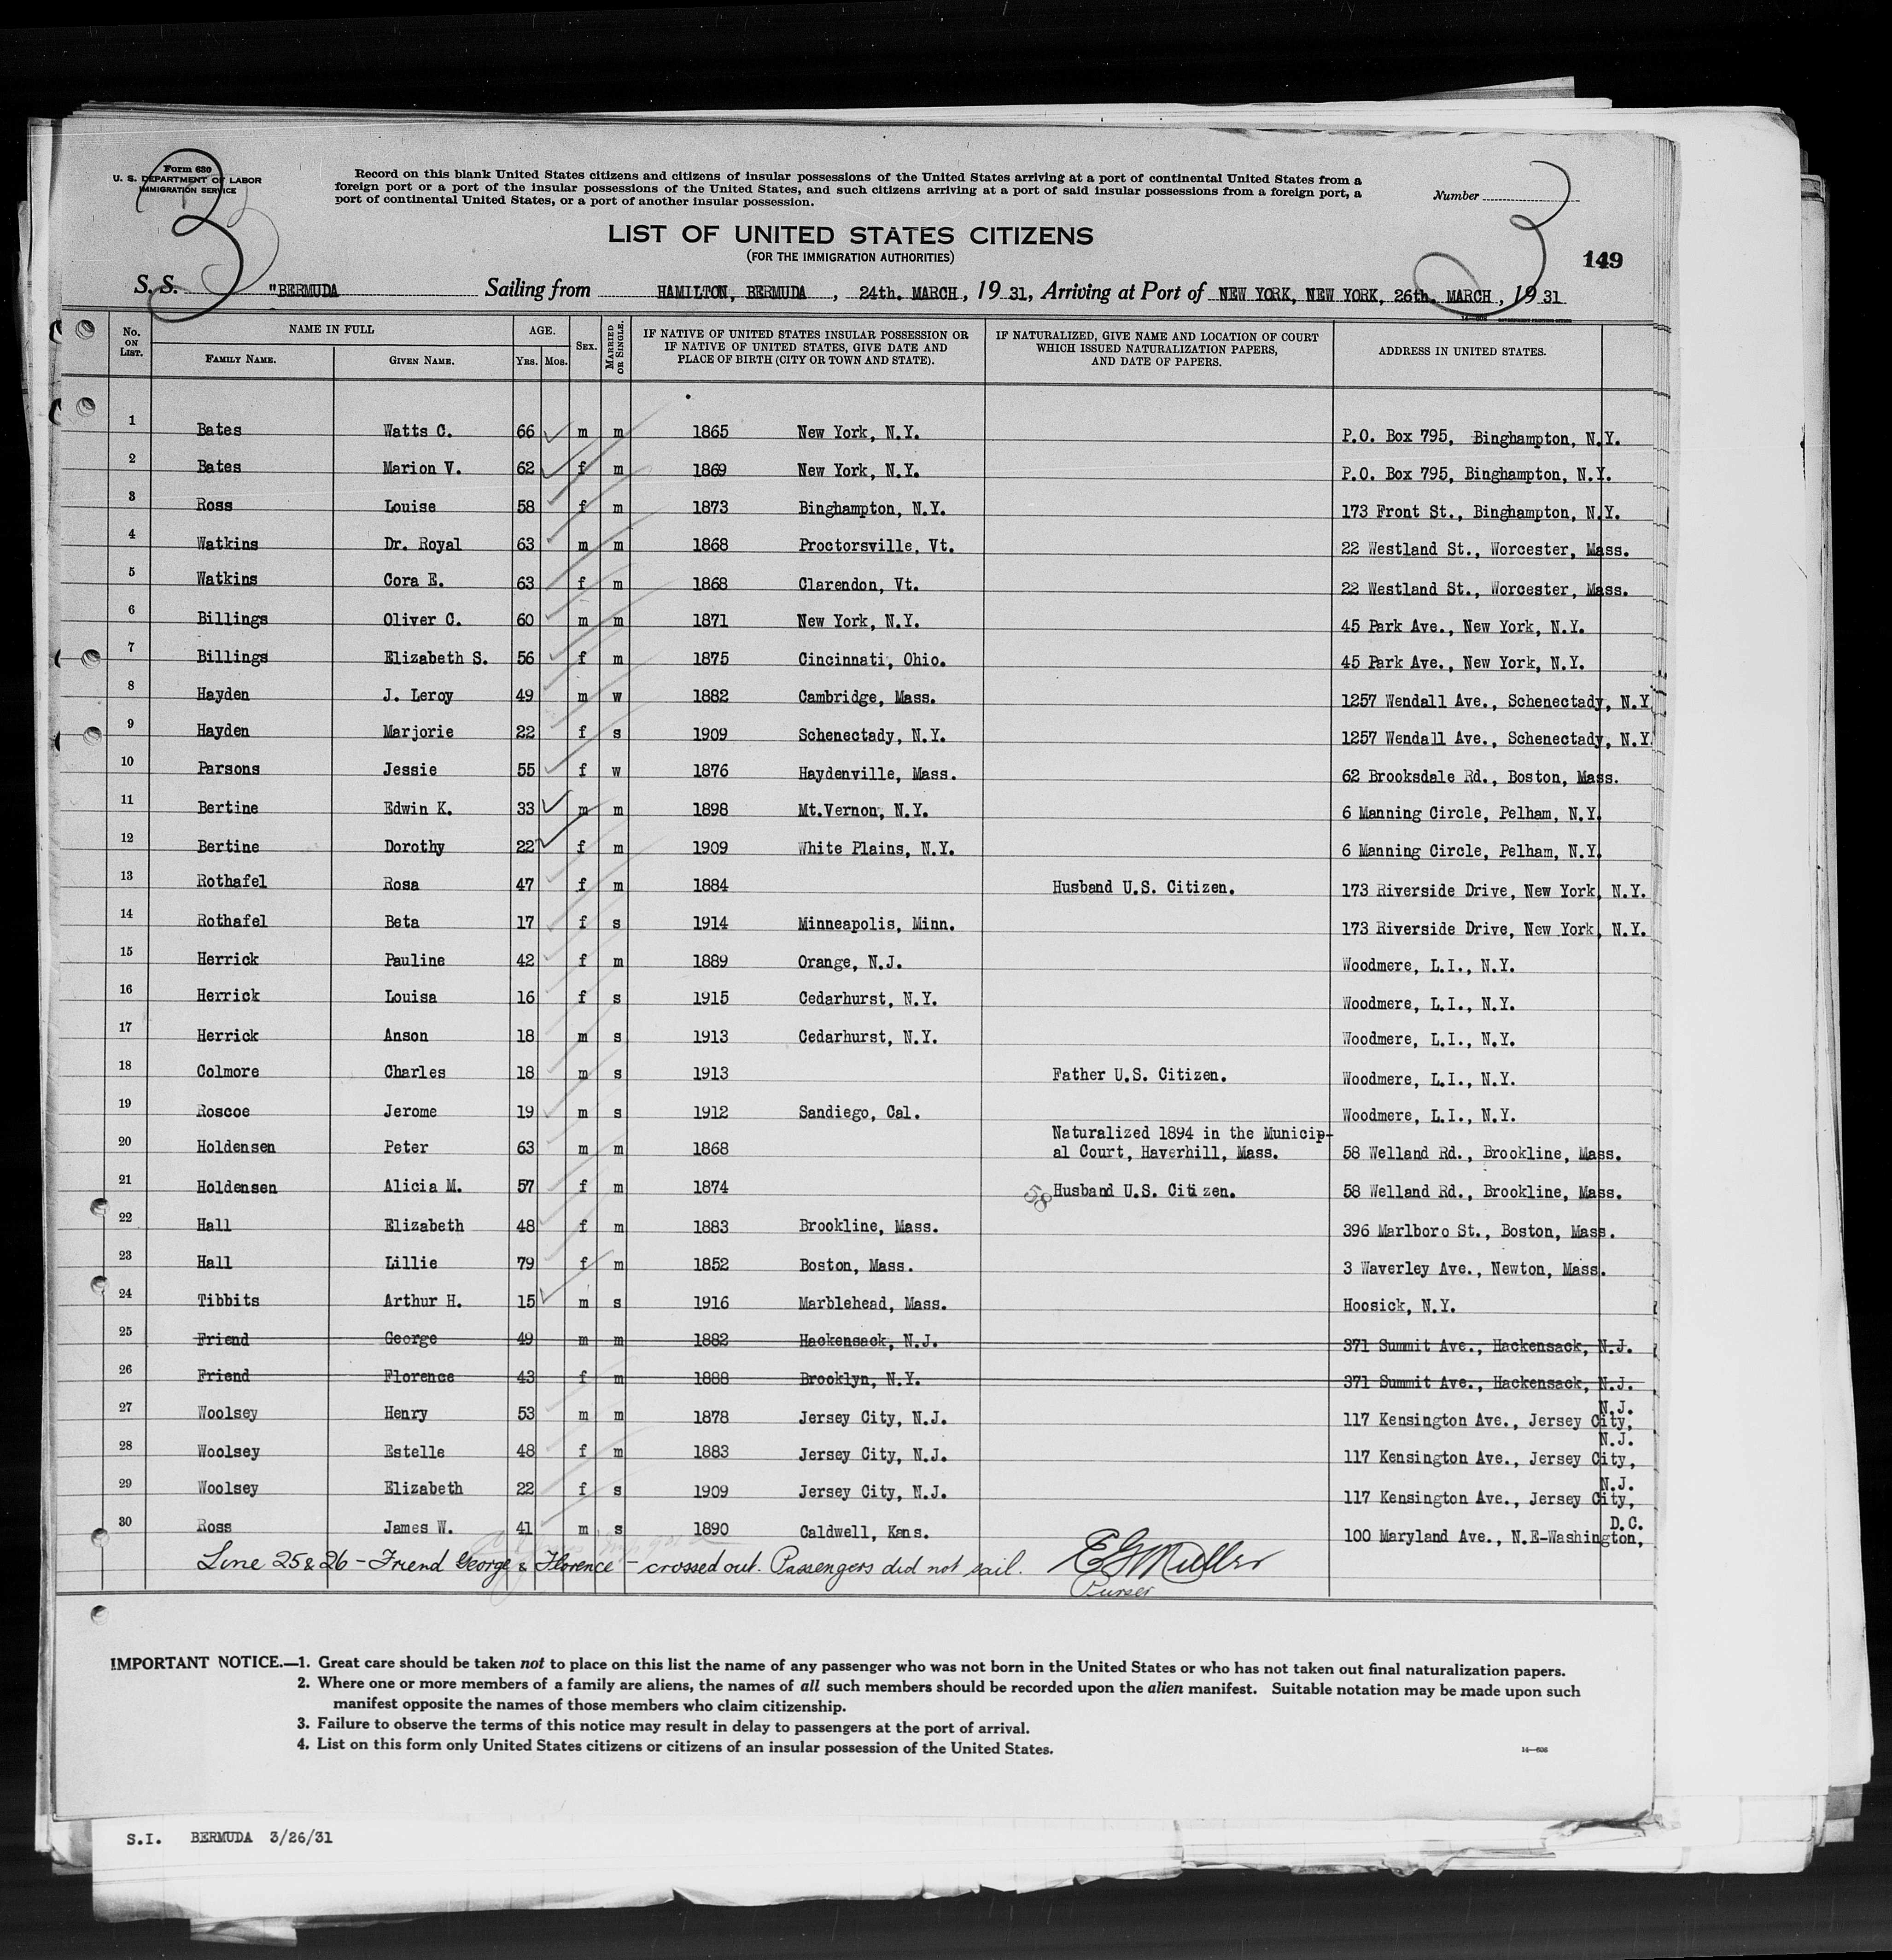 Form 630
U. S. DEPARTMENT OF LABOR
IMMIGRATION SERVICE
3
Record on this blank United States citizens and citizens of insular possessions of the United States arriving at a port of continental United States from a
foreign port or a port of the insular possessions of the United States, and such citizens arriving at a port of said insular possessions from a foreign port, a
port of continental United States, or a port of another insular possession.
Number
3
LIST OF UNITED STATES CITIZENS
(FOR THE IMMIGRATION AUTHORITIES)
149
S. S. "BERMUDA Sailing from HAMILTON, BERMUDA, 24th. MARCH, 19 31, Arriving at Port of NEW YORK, NEW YORK, 26th. MARCH, 19 31
No. ON LIST. NAME IN FULL FAMILY NAME. GIVEN NAME. AGE. YRS. MOS. SEX. MARRIED OR SINGLE. IF NATIVE OF UNITED STATES INSULAR POSSESSION OR IF NATIVE OF UNITED STATES, GIVE DATE AND PLACE OF BIRTH (CITY OR TOWN AND STATE). IF NATURALIZED, GIVE NAME AND LOCATION OF COURT WHICH ISSUED NATURALIZATION PAPERS, AND DATE OF PAPERS. ADDRESS IN UNITED STATES.
1 Bates Watts C. 66 m m 1865 New York, N.Y. P.O. Box 795, Binghampton, N.Y.
2 Bates Marion V. 62 f m 1869 New York, N.Y. P.O. Box 795, Binghampton, N.Y.
3 Ross Louise 58 f m 1873 Binghampton, N.Y. 173 Front St., Binghampton, N.Y.
4 Watkins Dr. Royal 63 m m 1868 Proctorsville, Vt. 22 Westland St., Worcester, Mass.
5 Watkins Cora E. 63 f m 1868 Clarendon, Vt. 22 Westland St., Worcester, Mass.
6 Billings Oliver C. 60 m m 1871 New York, N.Y. 45 Park Ave., New York, N.Y.
7 Billings Elizabeth S. 56 f m 1875 Cincinnati, Ohio. 45 Park Ave., New York, N.Y.
8 Hayden J. Leroy 49 m w 1882 Cambridge, Mass. 1257 Wendall Ave., Schenectady, N.Y.
9 Hayden Marjorie 22 f s 1909 Schenectady, N.Y. 1257 Wendall Ave., Schenectady, N.Y.
10 Parsons Jessie 55 f w 1876 Haydenville, Mass. 62 Brooksdale Rd., Boston, Mass.
11 Bertine Edwin K. 33 m m 1898 Mt.Vernon, N.Y. 6 Manning Circle, Pelham, N.Y.
12 Bertine Dorothy 22 f m 1909 White Plains, N.Y. 6 Manning Circle, Pelham, N.Y.
13 Rothafel Rosa 47 f m 1884 Husband U.S. Citizen. 173 Riverside Drive, New York, N.Y.
14 Rothafel Beta 17 f s 1914 Minneapolis, Minn. 173 Riverside Drive, New York, N.Y.
15 Herrick Pauline 42 f m 1889 Orange, N.J. Woodmere, L.I., N.Y.
16 Herrick Louisa 16 f s 1915 Cedarhurst, N.Y. Woodmere, L.I., N.Y.
17 Herrick Anson 18 m s 1913 Cedarhurst, N.Y. Woodmere, L.I., N.Y.
18 Colmore Charles 18 m s 1913 Father U.S. Citizen. Woodmere, L.I., N.Y.
19 Roscoe Jerome 19 m s 1912 Sandiego, Cal. Woodmere, L.I., N.Y.
20 Holdensen Peter 63 m m 1868 Naturalized 1894 in the Municip-
al Court, Haverhill, Mass. 58 Welland Rd., Brookline, Mass.
21 Holdensen Alicia M. 57 f m 1874 58 Husband U.S. Citizen. 58 Welland Rd., Brookline, Mass.
22 Hall Elizabeth 48 f m 1883 Brookline, Mass. 396 Marlboro St., Boston, Mass.
23 Hall Lillie 79 f m 1852 Boston, Mass. 3 Waverley Ave., Newton, Mass.
24 Tibbits Arthur H. 15 m s 1916 Marblehead, Mass. Hoosick, N.Y.
25 Friend George 49 m m 1882 Hackensack, N.J. 371 Summit Ave., Hackensack, N.J.
26 Friend Florence 43 f m 1888 Brooklyn, N.Y. 371 Summit Ave., Hackensack, N.J.
27 Woolsey Henry 53 m m 1878 Jersey City, N.J. 117 Kensington Ave., Jersey City, N.J.
28 Woolsey Estelle 48 f m 1883 Jersey City, N.J. 117 Kensington Ave., Jersey City, N.J.
29 Woolsey Elizabeth 22 f s 1909 Jersey City, N.J. 117 Kensington Ave., Jersey City, N.J.
30 Ross James W. 41 m s 1890 Caldwell, Kans. 100 Maryland Ave., N.E-Washington, D.C.
Line 25 & 26 - Friend George & Florence - crossed out. Passengers did not sail. E G Muller
Purser
IMPORTANT NOTICE.—1. Great care should be taken not to place on this list the name of any passenger who was not born in the United States or who has not taken out final naturalization papers.
2. Where one or more members of a family are aliens, the names of all such members should be recorded upon the alien manifest. Suitable notation may be made upon such
manifest opposite the names of those members who claim citizenship.
3. Failure to observe the terms of this notice may result in delay to passengers at the port of arrival.
4. List on this form only United States citizens or citizens of an insular possession of the United States.
S.I. BERMUDA 3/26/31